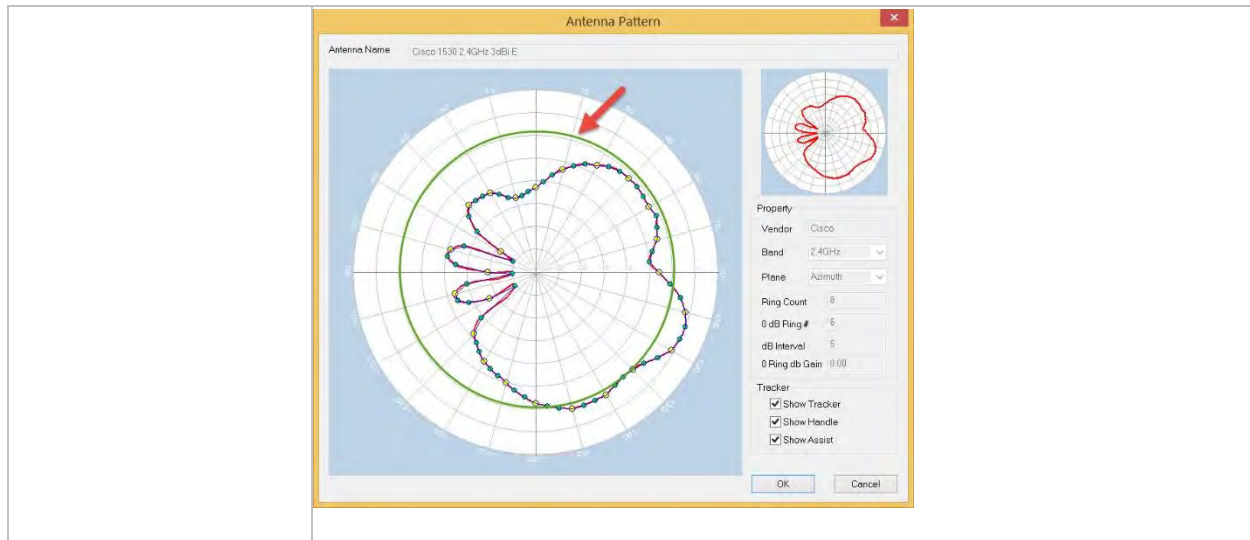 Antenna Pattern
Antenna Name Cisco 1530 2.4GHz 3dBi E
Property
Vendor Cisco
Band 2.4GHz
Plane Azimuth
Ring Count 8
0 dB Ring # 6
dB Interval 5
0 Ring db Gain 0.00
Tracker
Show Tracker
Show Handle
Show Assist
OK Cancel